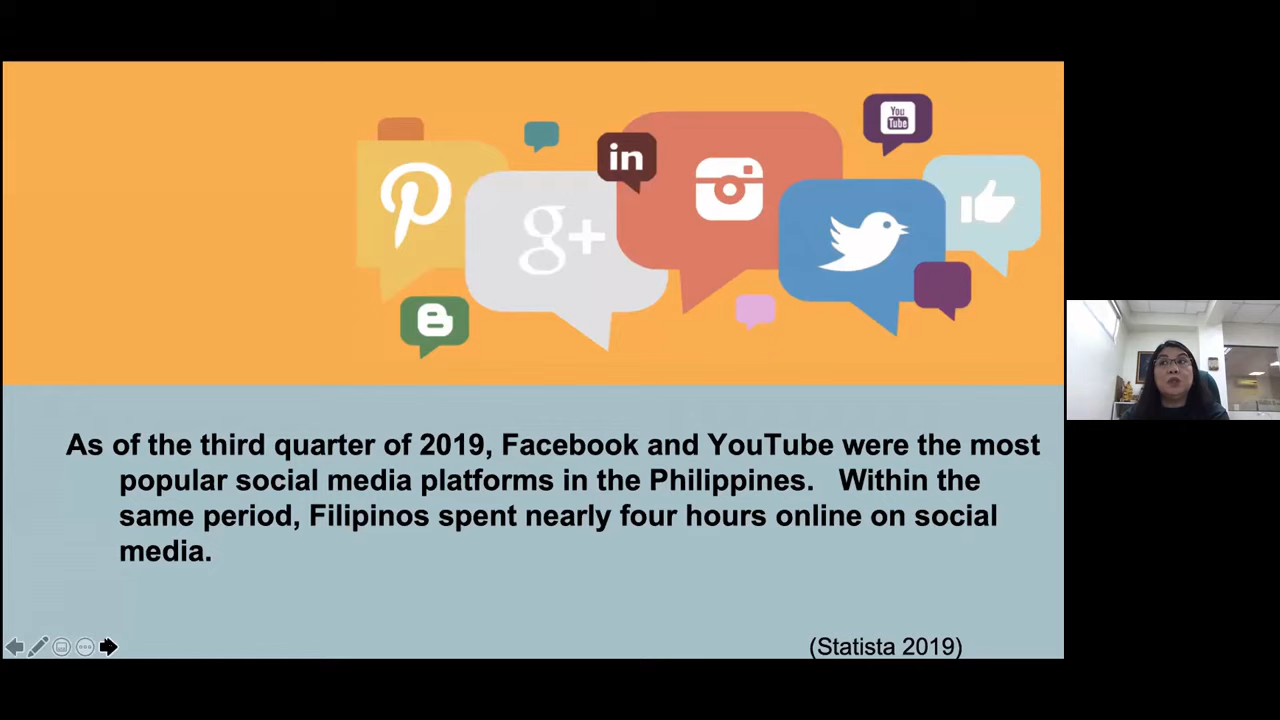 You
Tube
in
g+
As of the third quarter of 2019, Facebook and YouTube were the most
popular social media platforms in the Philippines. Within the
same period, Filipinos spent nearly four hours online on social
media.
(Statista 2019)